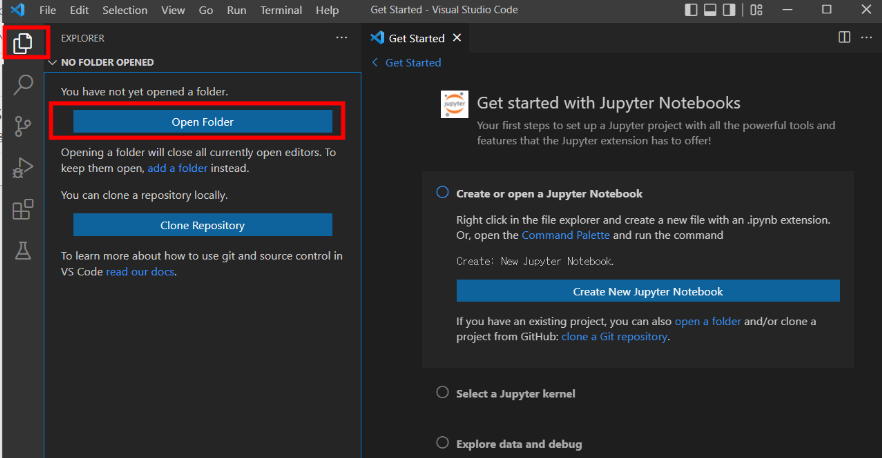 File Edit Selection View Go Run Terminal Help Get Started - Visual Studio Code
EXPLORER
NO FOLDER OPENED
You have not yet opened a folder.
Open Folder
Opening a folder will close all currently open editors. To
keep them open, add a folder instead.
You can clone a repository locally.
Clone Repository
To learn more about how to use git and source control in
VS Code read our docs.
Get Started
Get Started
jupyter
Get started with Jupyter Notebooks
Your first steps to set up a Jupyter project with all the powerful tools and
features that the Jupyter extension has to offer!
Create or open a Jupyter Notebook
Right click in the file explorer and create a new file with an .ipynb extension.
Or, open the Command Palette and run the command
Create: New Jupyter Notebook.
Create New Jupyter Notebook
If you have an existing project, you can also open a folder and/or clone a
project from GitHub: clone a Git repository.
Select a Jupyter kernel
Explore data and debug